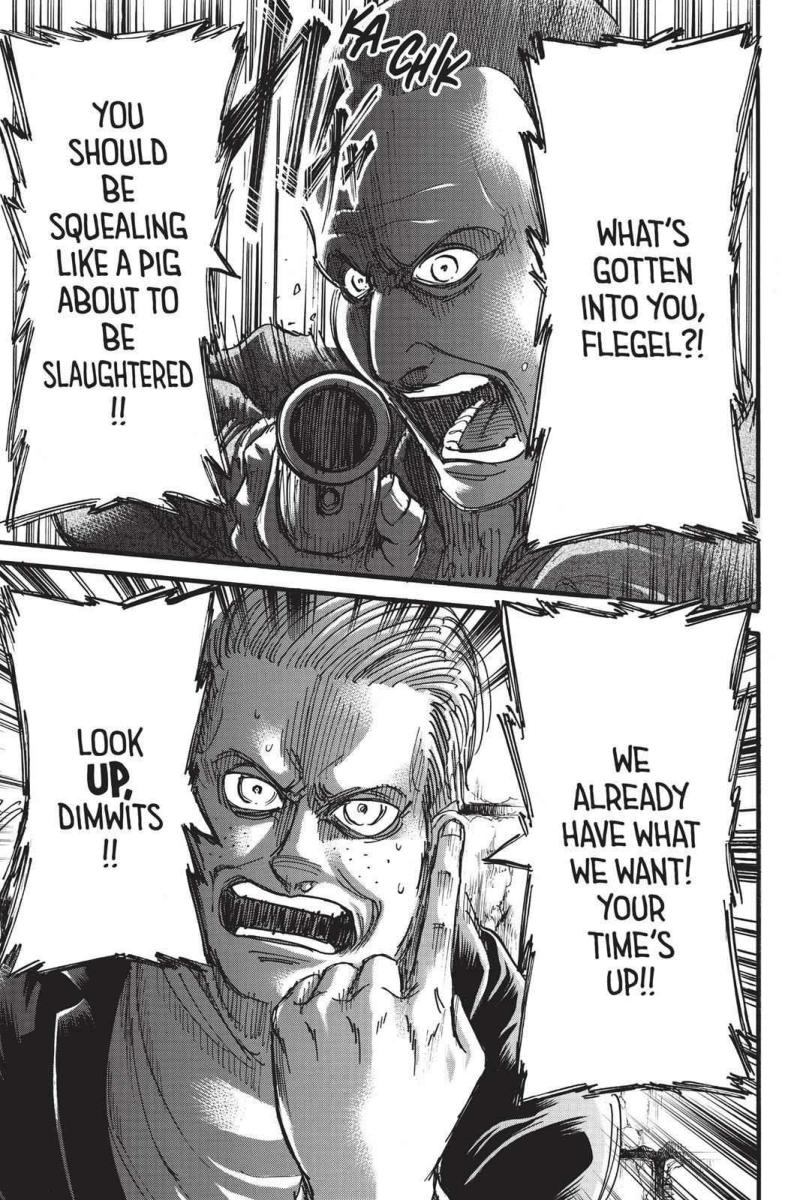 WHAT'S
GOTTEN
INTO YOU,
FLEGEL?!
KA-CHIK
YOU
SHOULD
BE
SQUEALING
LIKE A PIG
ABOUT TO
BE
SLAUGHTERED
!!
WE
ALREADY
HAVE WHAT
WE WANT!
YOUR
TIME'S
UP!!
LOOK
UP,
DIMWITS
!!